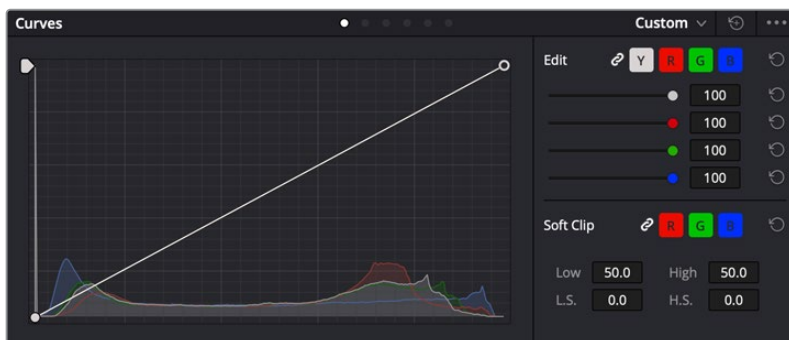 Curves Custom
Edit Y R G B
100
100
100
100
Soft Clip R G B
Low 50.0 High 50.0
L.S. 0.0 H.S. 0.0